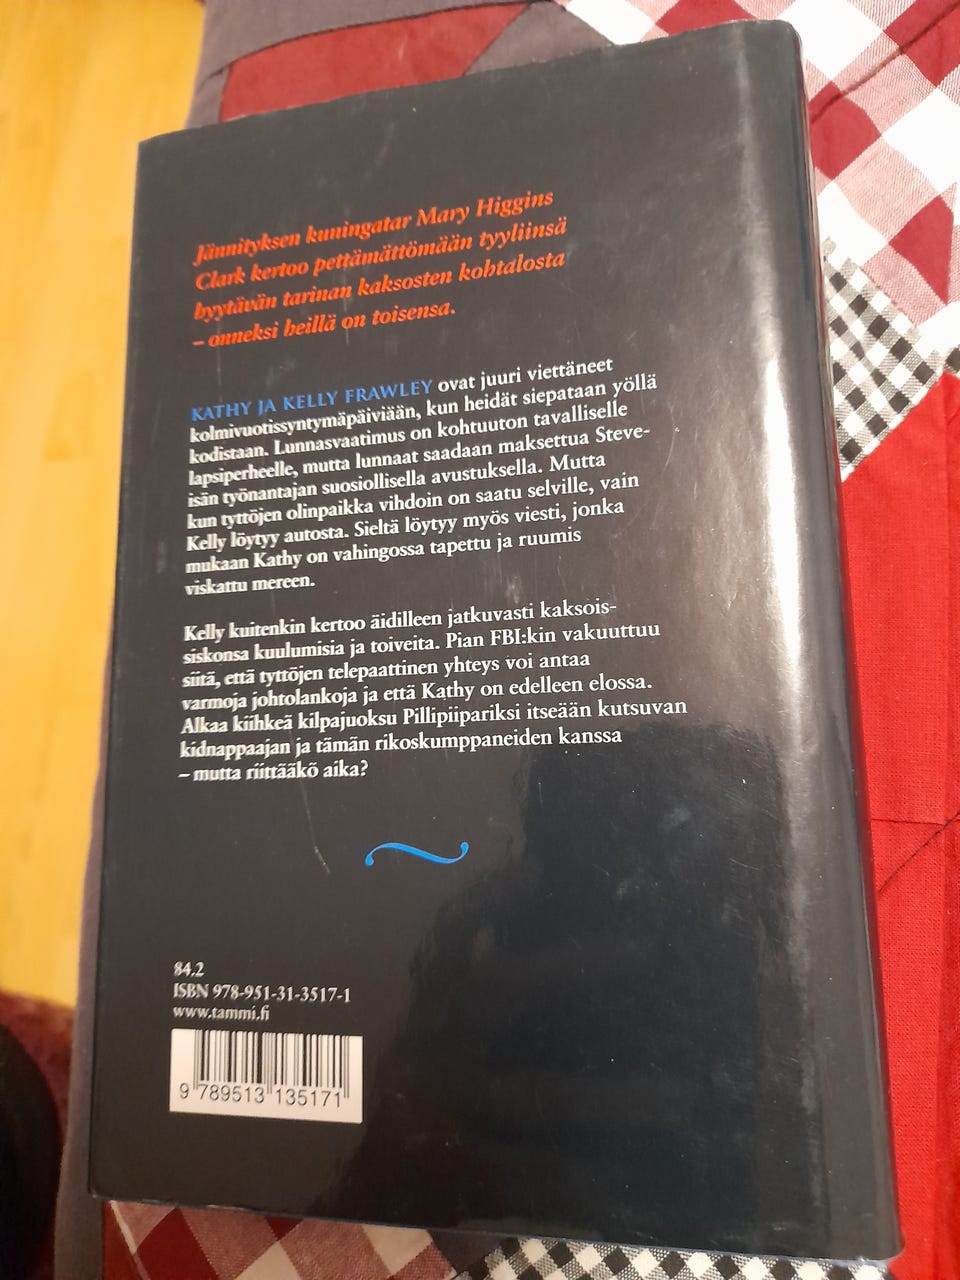 Jännityksen kuningatar Mary Higgins
Clark kertoo pettämättömään tyyliinsä
hyytävän tarinan kaksosten kohtalosta
– onneksi heillä on toisensa.
KATHY JA KELLY FRAWLEY ovat juuri viettäneet
kolmivuotissyntymäpäiviään, kun heidät siepataan yöllä
kodistaan. Lunnasvaatimus on kohtuuton tavalliselle
lapsiperheelle, mutta lunnaat saadaan maksettua Steve-
isän työnantajan suosiollisella avustuksella. Mutta
kun tyttöjen olinpaikka vihdoin on saatu selville, vain
Kelly löytyy autosta. Sieltä löytyy myös viesti, jonka
mukaan Kathy on vahingossa tapettu ja ruumis
viskattu mereen.
Kelly kuitenkin kertoo äidilleen jatkuvasti kaksois-
siskonsa kuulumisia ja toiveita. Pian FBI:kin vakuuttuu
siitä, että tyttöjen telepaattinen yhteys voi antaa
varmoja johtolankoja ja että Kathy on edelleen elossa.
Alkaa kiihkeä kilpajuoksu Pillipiipariksi itseään kutsuvan
kidnappaajan ja tämän rikoskumppaneiden kanssa
– mutta riittääkö aika?
84.2
ISBN 978-951-31-3517-1
www.tammi.fi
9 789513 135171